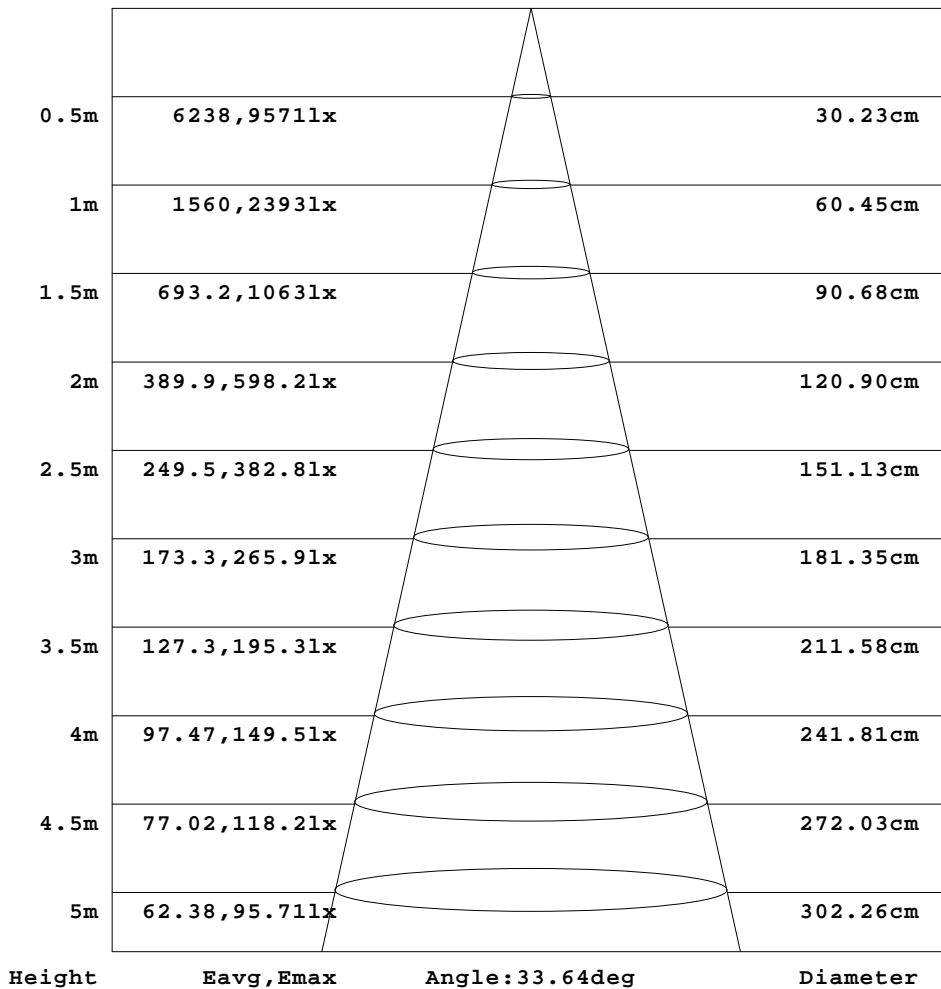 0.5m 6238,9571lx 30.23cm
1m 1560,2393lx 60.45cm
1.5m 693.2,1063lx 90.68cm
2m 389.9,598.2lx 120.90cm
2.5m 249.5,382.8lx 151.13cm
3m 173.3,265.9lx 181.35cm
3.5m 127.3,195.3lx 211.58cm
4m 97.47,149.5lx 241.81cm
4.5m 77.02,118.2lx 272.03cm
5m 62.38,95.71lx 302.26cm
Height Eavg,Emax Angle:33.64deg Diameter